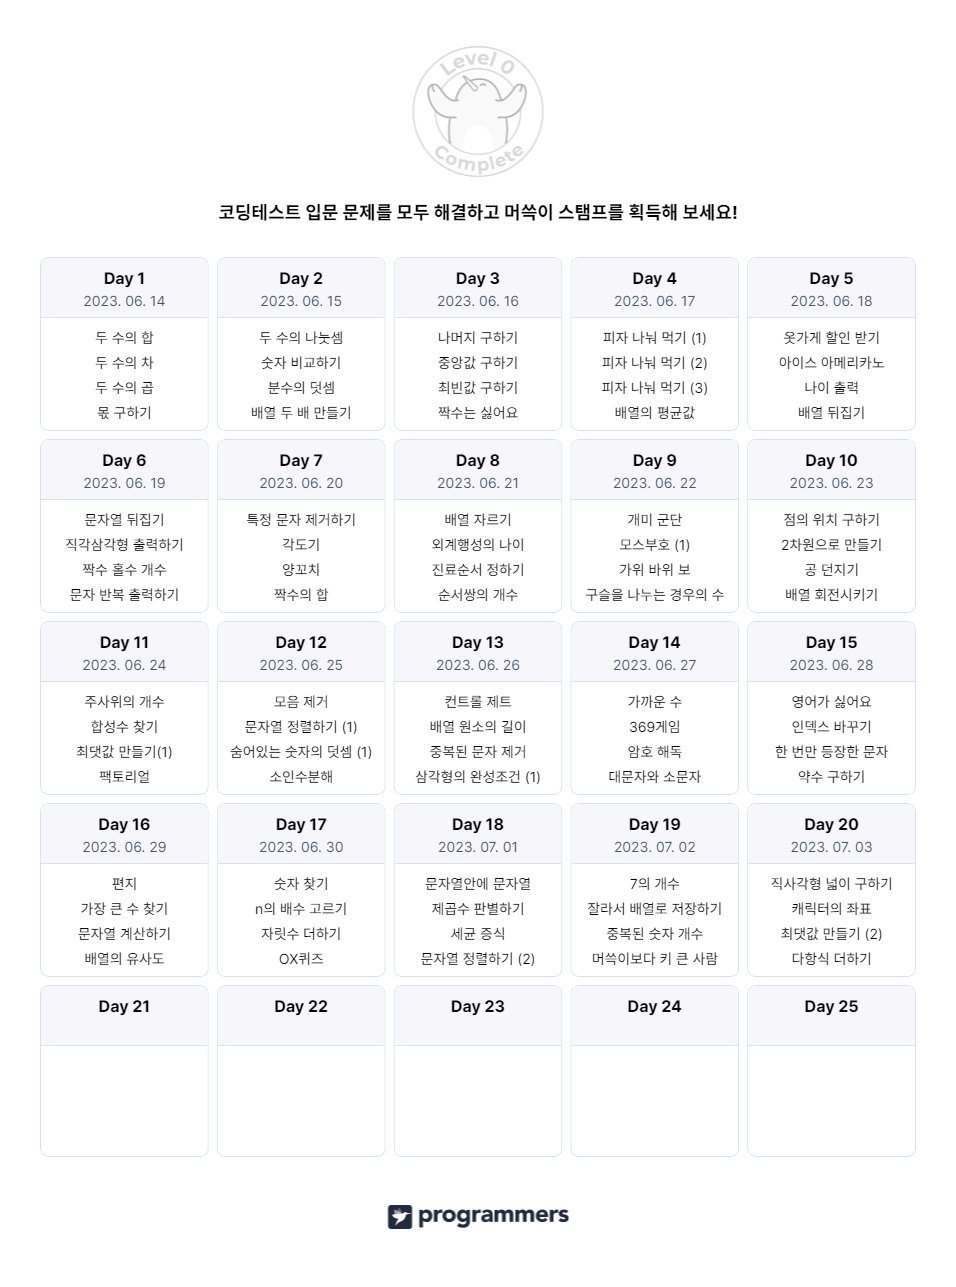 Level 0
Complete
코딩테스트 입문 문제를 모두 해결하고 머쓱이 스탬프를 획득해 보세요!
Day 1
2023. 06. 14
두 수의 합
두 수의 차
두 수의 곱
몫 구하기
Day 2
2023. 06. 15
두 수의 나눗셈
숫자 비교하기
분수의 덧셈
배열 두 배 만들기
Day 3
2023. 06. 16
나머지 구하기
중앙값 구하기
최빈값 구하기
짝수는 싫어요
Day 4
2023. 06. 17
피자 나눠 먹기 (1)
피자 나눠 먹기 (2)
피자 나눠 먹기 (3)
배열의 평균값
Day 5
2023. 06. 18
옷가게 할인 받기
아이스 아메리카노
나이 출력
배열 뒤집기
Day 6
2023. 06. 19
문자열 뒤집기
직각삼각형 출력하기
짝수 홀수 개수
문자 반복 출력하기
Day 7
2023. 06. 20
특정 문자 제거하기
각도기
양꼬치
짝수의 합
Day 8
2023. 06. 21
배열 자르기
외계행성의 나이
진료순서 정하기
순서쌍의 개수
Day 9
2023. 06. 22
개미 군단
모스부호 (1)
가위 바위 보
구슬을 나누는 경우의 수
Day 10
2023. 06. 23
점의 위치 구하기
2차원으로 만들기
공 던지기
배열 회전시키기
Day 11
2023. 06. 24
주사위의 개수
합성수 찾기
최댓값 만들기(1)
팩토리얼
Day 12
2023. 06. 25
모음 제거
문자열 정렬하기 (1)
숨어있는 숫자의 덧셈 (1)
소인수분해
Day 13
2023. 06. 26
컨트롤 제트
배열 원소의 길이
중복된 문자 제거
삼각형의 완성조건 (1)
Day 14
2023. 06. 27
가까운 수
369게임
암호 해독
대문자와 소문자
Day 15
2023. 06. 28
영어가 싫어요
인덱스 바꾸기
한 번만 등장한 문자
약수 구하기
Day 16
2023. 06. 29
편지
가장 큰 수 찾기
문자열 계산하기
배열의 유사도
Day 17
2023. 06. 30
숫자 찾기
n의 배수 고르기
자릿수 더하기
OX퀴즈
Day 18
2023. 07. 01
문자열안에 문자열
제곱수 판별하기
세균 증식
문자열 정렬하기 (2)
Day 19
2023. 07. 02
7의 개수
잘라서 배열로 저장하기
중복된 숫자 개수
머쓱이보다 키 큰 사람
Day 20
2023. 07. 03
직사각형 넓이 구하기
캐릭터의 좌표
최댓값 만들기 (2)
다항식 더하기
Day 21
Day 22
Day 23
Day 24
Day 25
programmers